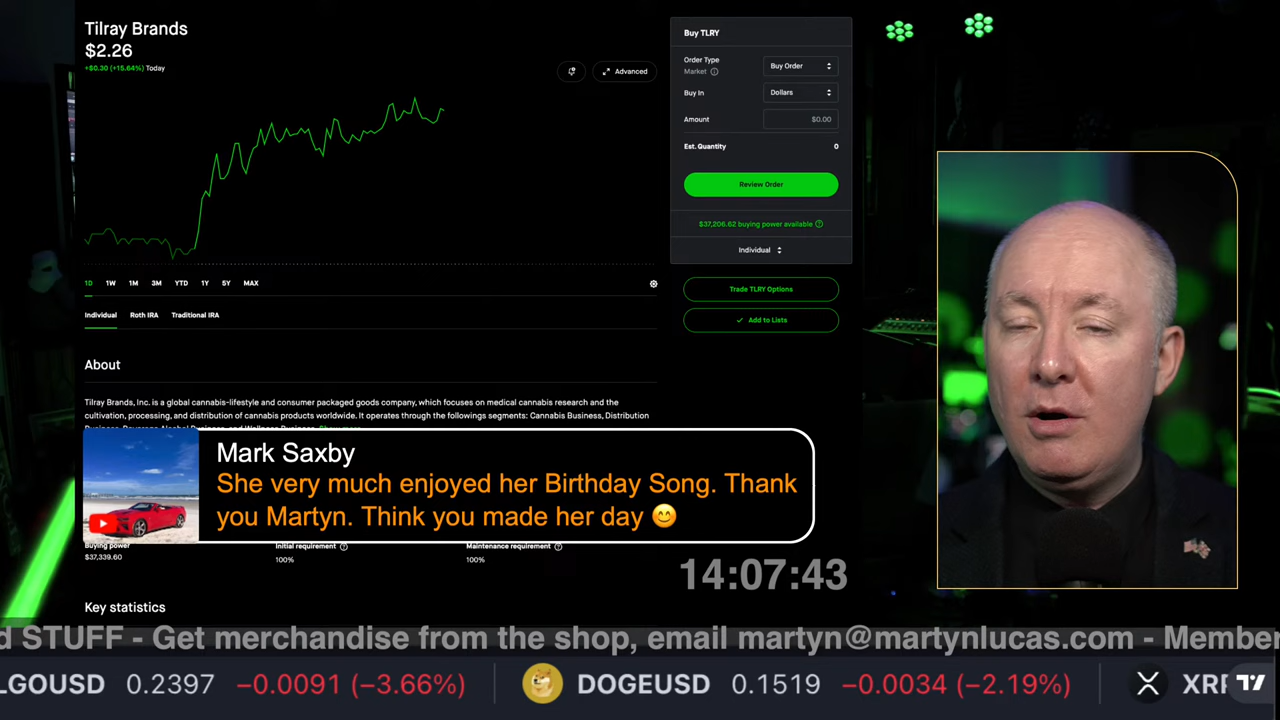 Tilray Brands
$2.26
+$0.30 (+15.64%) Today
Advanced
Buy TLRY
Order Type
Market
Buy Order
Buy In
Dollars
Amount
$0.00
Est. Quantity
0
Review Order
$37,206.62 buying power available
Individual
Trade TLRY Options
Add to Lists
1D 1W 1M 3M YTD 1Y 5Y MAX
Individual Roth IRA Traditional IRA
About
Tilray Brands, Inc. is a global cannabis-lifestyle and consumer packaged goods company, which focuses on medical cannabis research and the
cultivation, processing, and distribution of cannabis products worldwide. It operates through the followings segments: Cannabis Business, Distribution
Mark Saxby
She very much enjoyed her Birthday Song. Thank
you Martyn. Think you made her day 😊
Buying power
$37,339.60
Initial requirement
100%
Maintenance requirement
100%
14:07:43
Key statistics
d STUFF - Get merchandise from the shop, email martyn@martynlucas.com - Member
LGOUSD 0.2397 −0.0091 (−3.66%) DOGEUSD 0.1519 −0.0034 (−2.19%) XRP